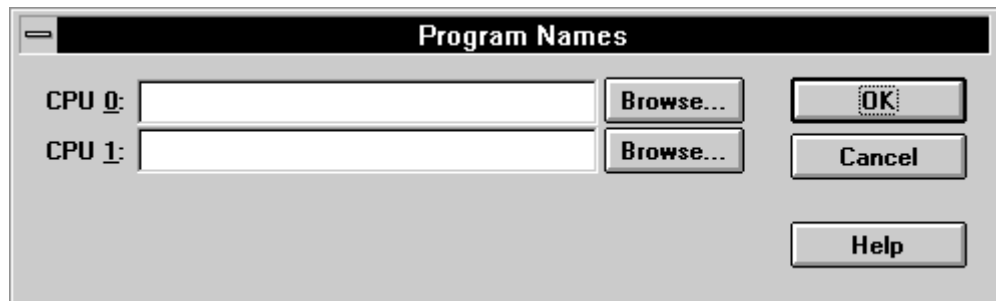 Program Names
CPU 0: Browse... OK
CPU 1: Browse... Cancel
Help